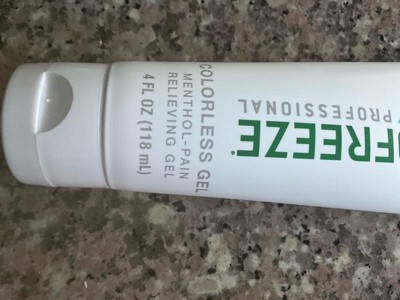 FREEZE
PROFESSIONAL
COLORLESS GEL
MENTHOL-PAIN
RELIEVING GEL
4 FL OZ (118 mL)